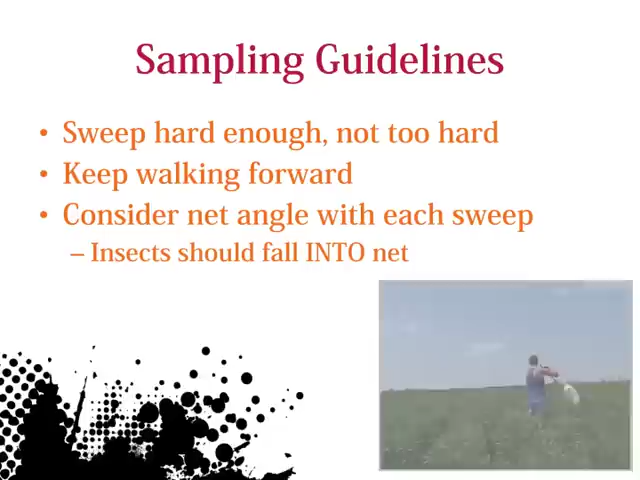 Sampling Guidelines
• Sweep hard enough, not too hard
• Keep walking forward
• Consider net angle with each sweep
– Insects should fall INTO net